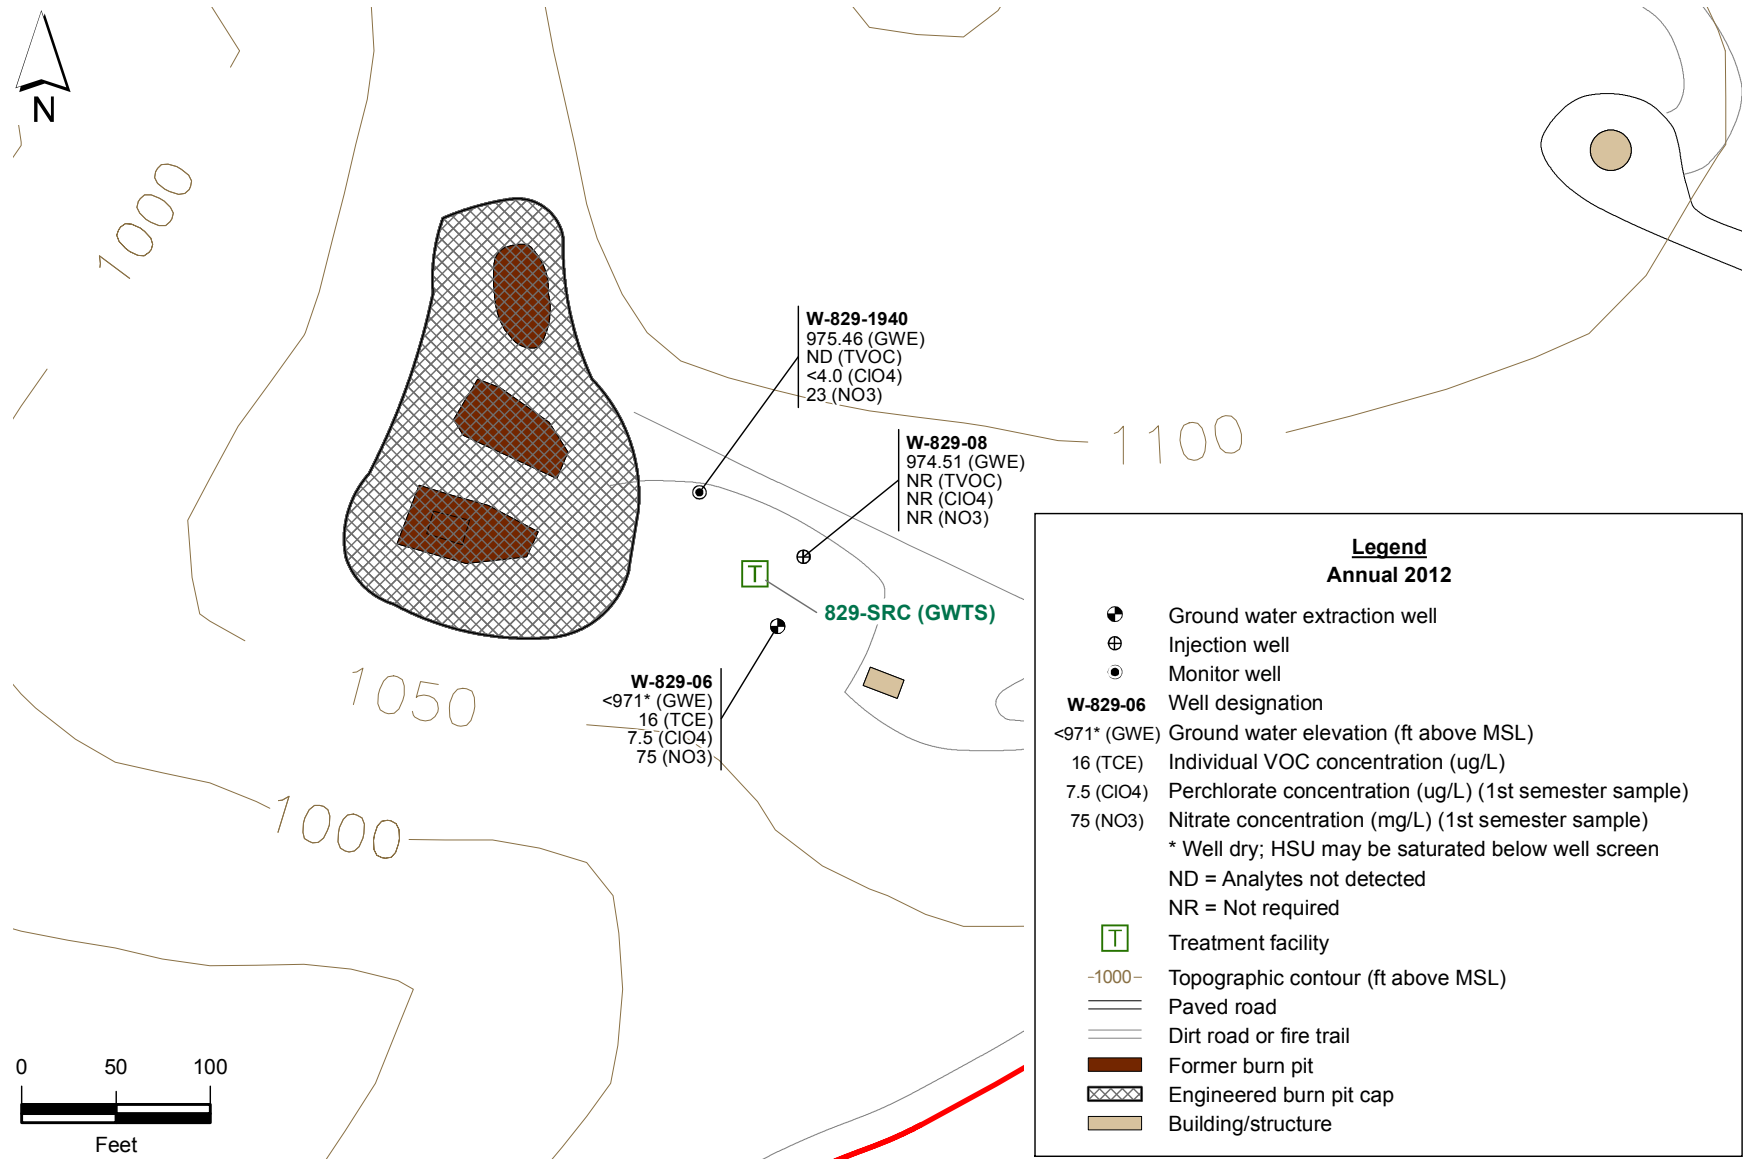 N
1000
W-829-1940
975.46 (GWE)
ND (TVOC)
<4.0 (ClO4)
23 (NO3)
W-829-08
974.51 (GWE)
NR (TVOC)
NR (ClO4)
NR (NO3)
1100
T
829-SRC (GWTS)
W-829-06
<971* (GWE)
16 (TCE)
7.5 (ClO4)
75 (NO3)
1050
1000
0 50 100
Feet
Legend
Annual 2012
Ground water extraction well
Injection well
Monitor well
W-829-06 Well designation
<971* (GWE) Ground water elevation (ft above MSL)
16 (TCE) Individual VOC concentration (ug/L)
7.5 (ClO4) Perchlorate concentration (ug/L) (1st semester sample)
75 (NO3) Nitrate concentration (mg/L) (1st semester sample)
* Well dry; HSU may be saturated below well screen
ND = Analytes not detected
NR = Not required
T Treatment facility
-1000- Topographic contour (ft above MSL)
Paved road
Dirt road or fire trail
Former burn pit
Engineered burn pit cap
Building/structure